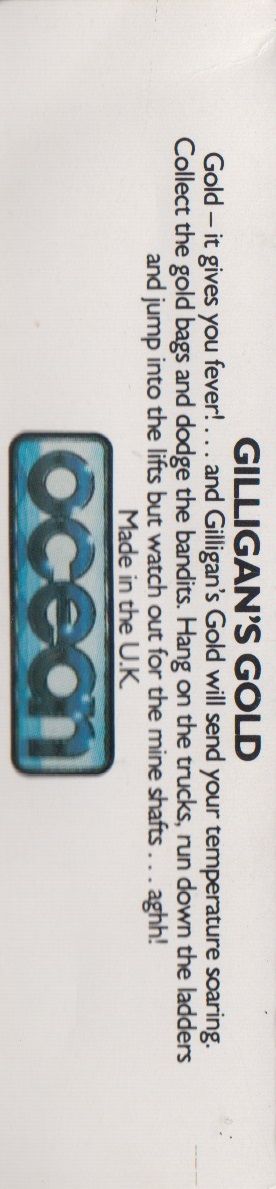 GILLIGAN'S GOLD
Gold – it gives you fever! . . . and Gilligan's Gold will send your temperature soaring.
Collect the gold bags and dodge the bandits. Hang on the trucks, run down the ladders
and jump into the lifts but watch out for the mine shafts . . . aghh!
Made in the U.K.
ocean